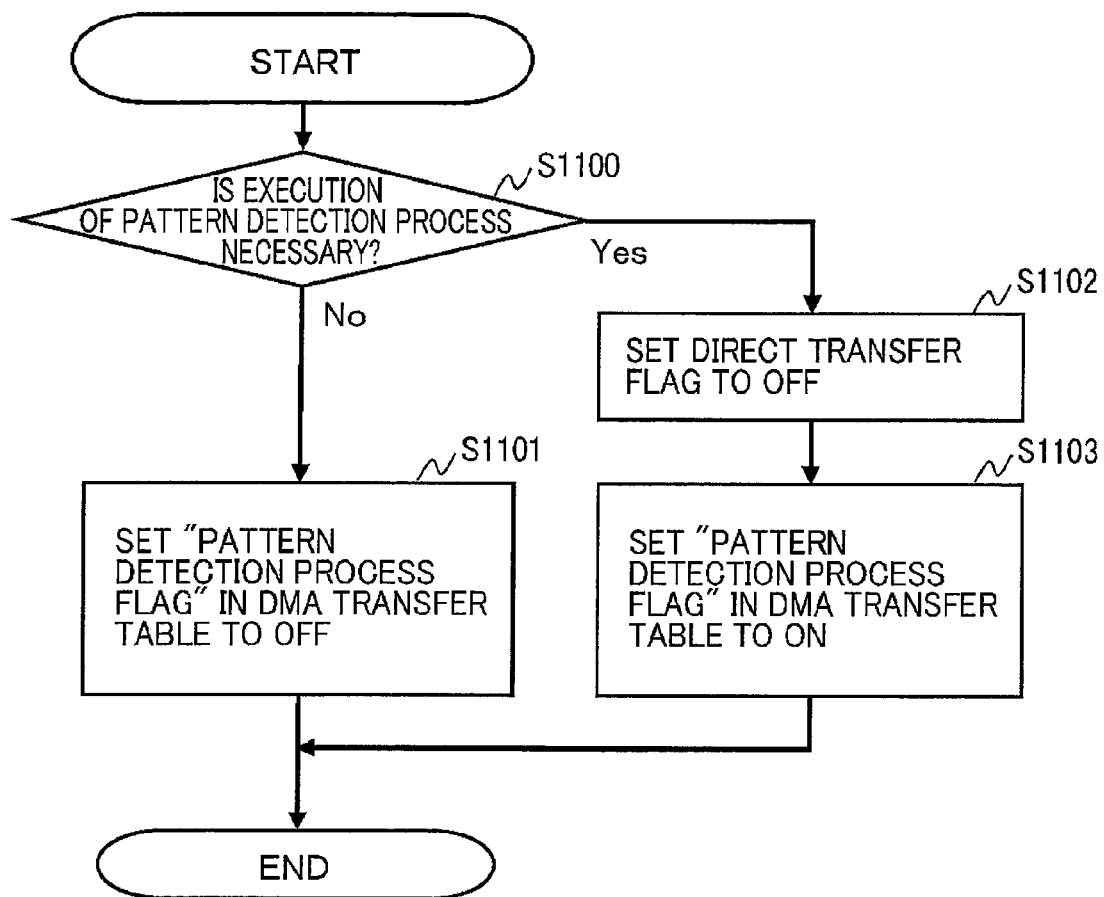 START
S1100
IS EXECUTION
OF PATTERN DETECTION PROCESS
NECESSARY?
Yes
No
S1102
SET DIRECT TRANSFER
FLAG TO OFF
S1101
SET "PATTERN
DETECTION PROCESS
FLAG" IN DMA TRANSFER
TABLE TO OFF
S1103
SET "PATTERN
DETECTION PROCESS
FLAG" IN DMA TRANSFER
TABLE TO ON
END